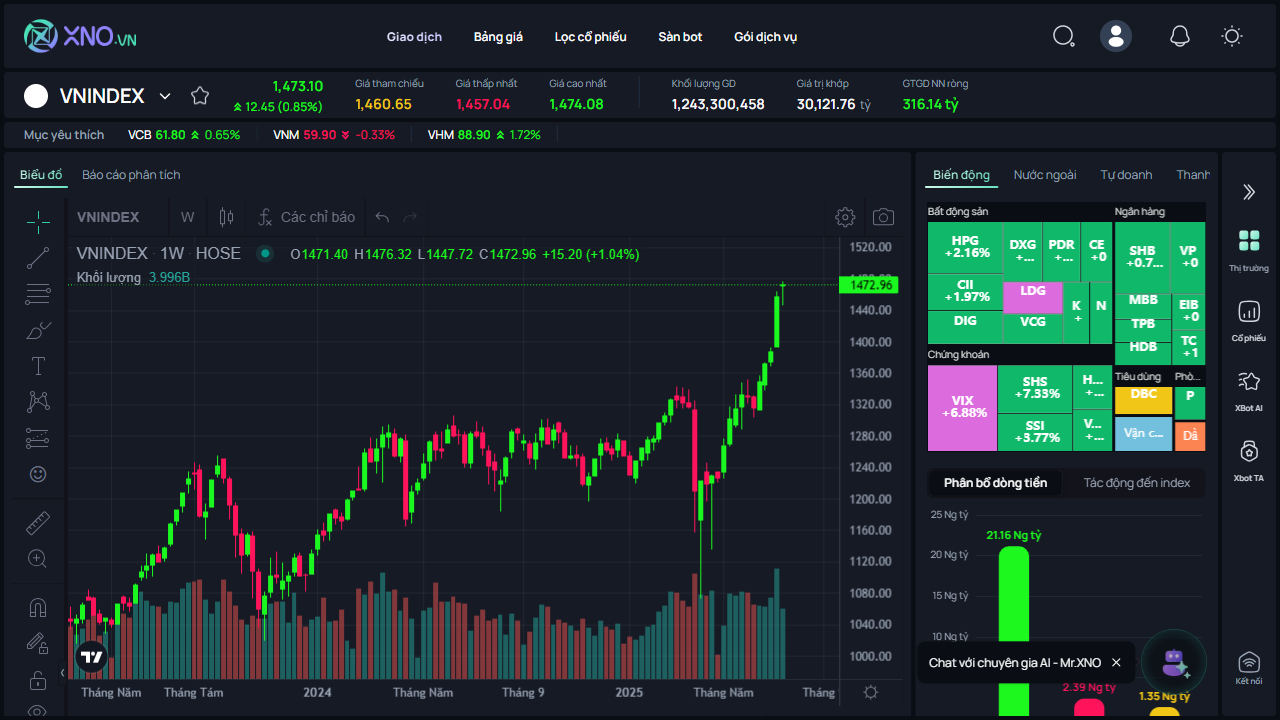 XNO.VN
Giao dịch
Bảng giá
Lọc cổ phiếu
Sàn bot
Gói dịch vụ
VNINDEX
1,473.10
12.45 (0.85%)
Giá tham chiếu
1,460.65
Giá thấp nhất
1,457.04
Giá cao nhất
1,474.08
Khối lượng GD
1,243,300,458
Giá trị khớp
30,121.76 tỷ
GTGD NN ròng
316.14 tỷ
Mục yêu thích
VCB 61.80 0.65%
VNM 59.90 -0.33%
VHM 88.90 1.72%
Biểu đồ
Báo cáo phân tích
VNINDEX
W
Các chỉ báo
VNINDEX · 1W · HOSE
O1471.40 H1476.32 L1447.72 C1472.96 +15.20 (+1.04%)
Khối lượng 3.996B
1520.00
1472.96
1440.00
1400.00
1360.00
1320.00
1280.00
1240.00
1200.00
1160.00
1120.00
1080.00
1040.00
1000.00
Tháng Năm
Tháng Tám
2024
Tháng Năm
Tháng 9
2025
Tháng Năm
Tháng
Biến động
Nước ngoài
Tự doanh
Thanh
Bất động sản
HPG
+2.16%
DXG
+...
PDR
+...
CE
+0
CII
+1.97%
LDG
K
+
N
DIG
VCG
Ngân hàng
SHB
+0.7...
VP
+0
MBB
EIB
+0
TPB
HDB
TC
+1
Chứng khoán
VIX
+6.88%
SHS
+7.33%
H...
+...
SSI
+3.77%
V...
+...
Tiêu dùng
DBC
Phò...
P
Vận c...
Dầ
Phân bổ dòng tiền
Tác động đến index
25 Ng tỷ
21.16 Ng tỷ
20 Ng tỷ
15 Ng tỷ
10 Ng tỷ
2.39 Ng tỷ
1.35 Ng tỷ
Chat với chuyên gia AI - Mr.XNO
Thị trường
Cổ phiếu
XBot AI
Xbot TA
Kết nối